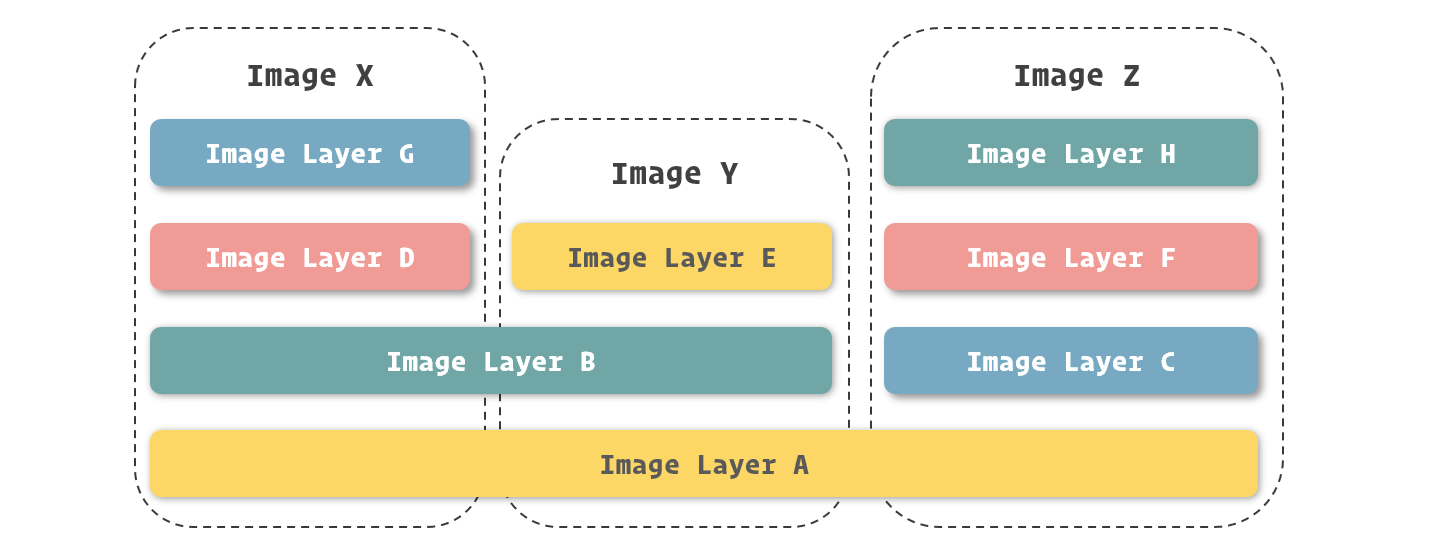 Image X
Image Z
Image Layer G
Image Layer H
Image Y
Image Layer D
Image Layer E
Image Layer F
Image Layer B
Image Layer C
Image Layer A